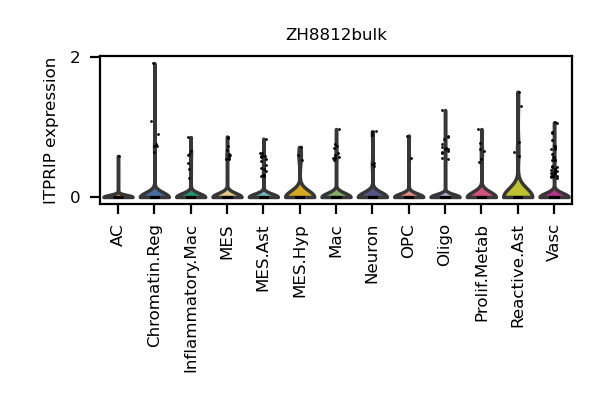 ZH8812bulk
ITPRIP expression
2
0
AC
Chromatin.Reg
Inflammatory.Mac
MES
MES.Ast
MES.Hyp
Mac
Neuron
OPC
Oligo
Prolif.Metab
Reactive.Ast
Vasc